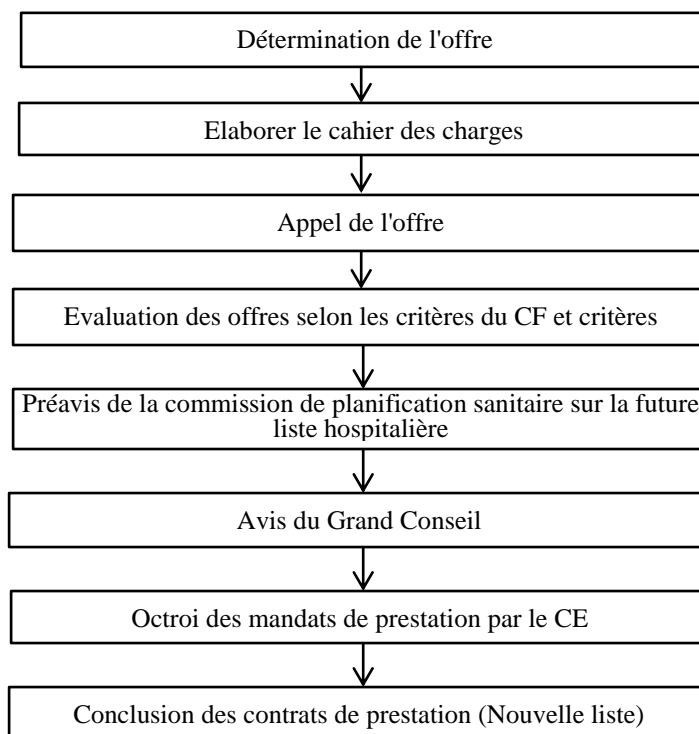 Détermination de l'offre
Elaborer le cahier des charges
Appel de l'offre
Evaluation des offres selon les critères du CF et critères
Préavis de la commission de planification sanitaire sur la future
liste hospitalière
Avis du Grand Conseil
Octroi des mandats de prestation par le CE
Conclusion des contrats de prestation (Nouvelle liste)